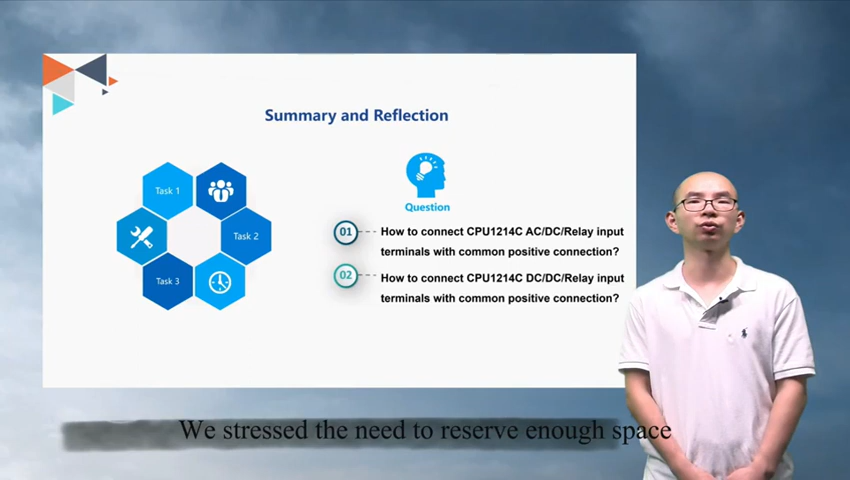 Summary and Reflection
Task 1
Task 2
Task 3
Question
01
How to connect CPU1214C AC/DC/Relay input
terminals with common positive connection?
02
How to connect CPU1214C DC/DC/Relay input
terminals with common positive connection?
We stressed the need to reserve enough space